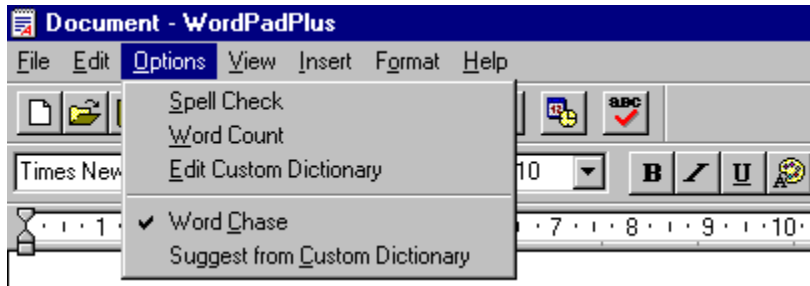 Document - WordPadPlus
File Edit Options View Insert Format Help
Spell Check
Word Count
Edit Custom Dictionary
Word Chase
Suggest from Custom Dictionary
12 ABC
Times New 10 B I U A
1 7 8 9 10